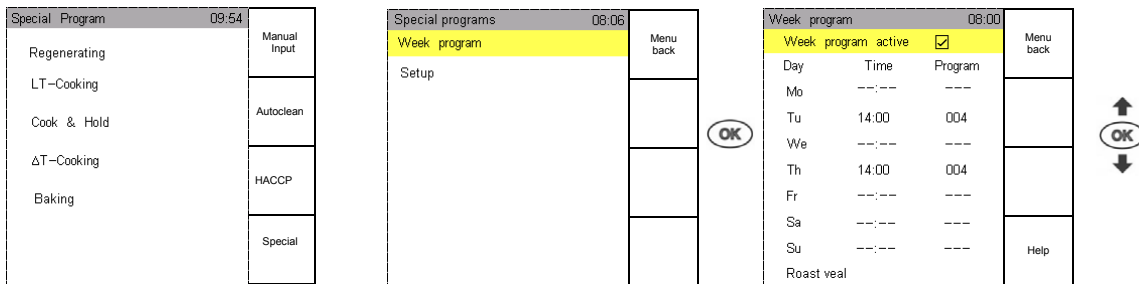 Special Program 09:54
Regenerating
LT-Cooking
Cook & Hold
ΔT-Cooking
Baking
Manual
Input
Autoclean
HACCP
Special
Special programs 08:06
Week program
Setup
Menu
back
OK
Week program 08:00
Week program active
Day Time Program
Mo --:-- ---
Tu 14:00 004
We --:-- ---
Th 14:00 004
Fr --:-- ---
Sa --:-- ---
Su --:-- ---
Roast veal
Menu
back
Help
OK